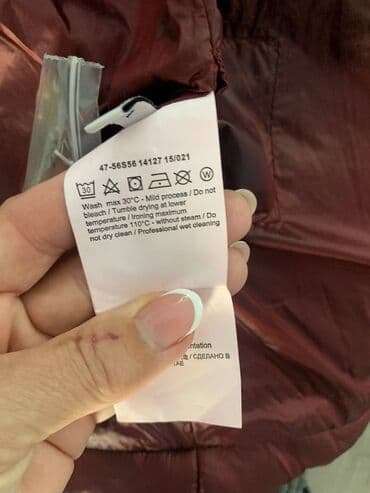 47-56S56 14127 15/021
30 W
Wash max 30°C - Mild process / Do not
bleach / Tumble drying at lower
temperature / Ironing maximum
temperature 110°C - without steam / Do
not dry clean / Professional wet cleaning
/ СДЕЛАНО В